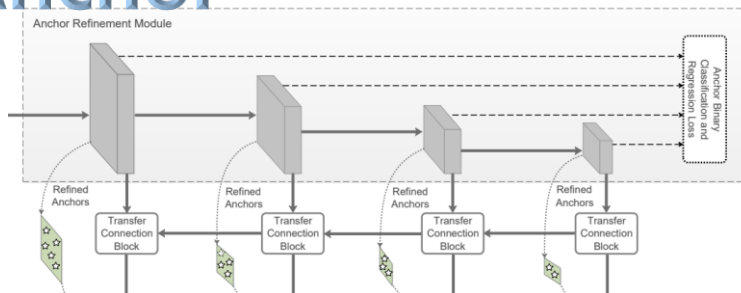 Anchor
Anchor Refinement Module
Anchor Binary
Classification and
Regression Loss
Refined
Anchors
Refined
Anchors
Refined
Anchors
Refined
Anchors
Transfer
Connection
Block
Transfer
Connection
Block
Transfer
Connection
Block
Transfer
Connection
Block